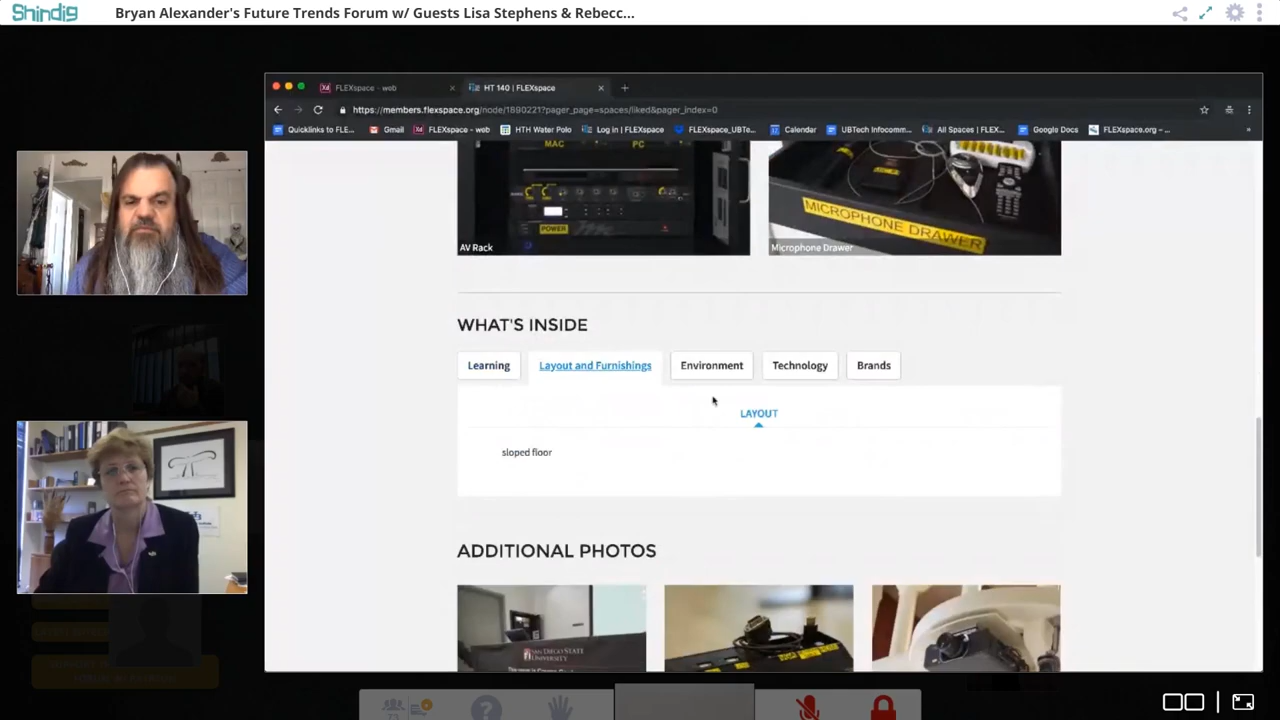 Shindig
Bryan Alexander's Future Trends Forum w/ Guests Lisa Stephens & Rebecc...
FLEXspace - web
HT 140 | FLEXspace
https://members.flexspace.org/node/1890221?pager_page=spaces/liked&pager_index=0
Quicklinks to FLE... Gmail FLEXspace - web HTH Water Polo Log in | FLEXspace FLEXspace_UBTe... Calendar UBTech Infocomm... All Spaces | FLEX... Google Docs FLEXspace.org – ...
MAC PC
POWER
AV Rack
MICROPHONE DRAWER
Microphone Drawer
WHAT'S INSIDE
Learning Layout and Furnishings Environment Technology Brands
LAYOUT
sloped floor
ADDITIONAL PHOTOS
SAN DIEGO STATE
UNIVERSITY